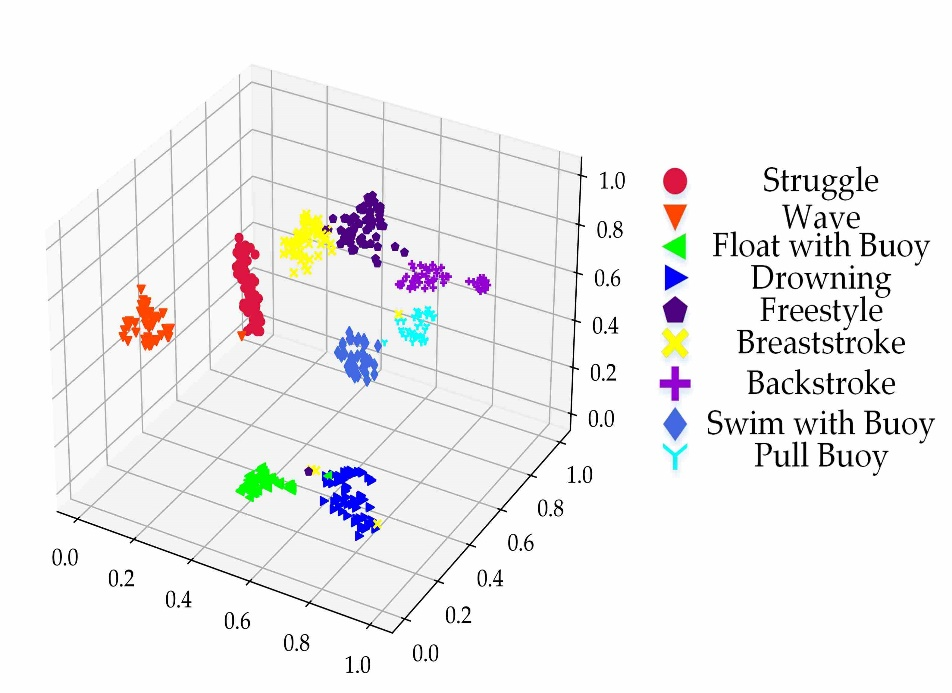 1.0
0.8
0.6
0.4
0.2
0.0
0.0
0.2
0.4
0.6
0.8
1.0
0.0
0.2
0.4
0.6
0.8
1.0
Struggle
Wave
Float with Buoy
Drowning
Freestyle
Breaststroke
Backstroke
Swim with Buoy
Pull Buoy